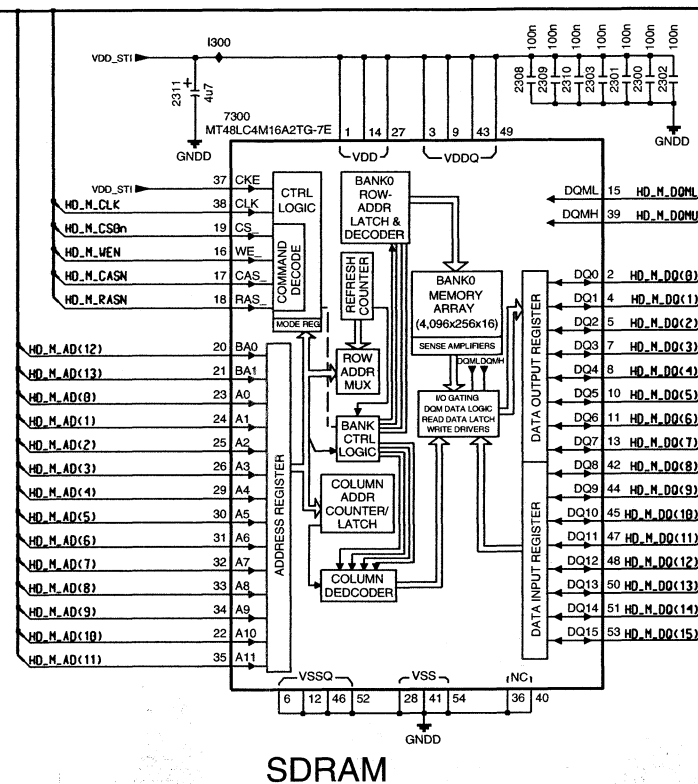 I300
VDD_STI
2311
4u7
GNDD
100n 100n 100n 100n 100n 100n 100n
2308 2309 2310 2303 2301 2300 2302
GNDD
7300
MT48LC4M16A2TG-7E
1 14 27 3 9 43 49
VDD VDDQ
VDD_STI 37 CKE
HD_M_CLK 38 CLK
HD_M_CS0n 19 CS_
HD_M_WEN 16 WE_
HD_M_CASN 17 CAS_
HD_M_RASN 18 RAS_
CTRL
LOGIC
COMMAND
DECODE
MODE REG
BANK0
ROW-
ADDR
LATCH &
DECODER
REFRESH
COUNTER
ROW
ADDR
MUX
BANK0
MEMORY
ARRAY
(4,096x256x16)
SENSE AMPLIFIERS
DQML DQMH
I/O GATING
DQM DATA LOGIC
READ DATA LATCH
WRITE DRIVERS
BANK
CTRL
LOGIC
COLUMN
ADDR
COUNTER/
LATCH
COLUMN
DEDCODER
HD_M_AD(12) 20 BA0
HD_M_AD(13) 21 BA1
HD_M_AD(0) 23 A0
HD_M_AD(1) 24 A1
HD_M_AD(2) 25 A2
HD_M_AD(3) 26 A3
HD_M_AD(4) 29 A4
HD_M_AD(5) 30 A5
HD_M_AD(6) 31 A6
HD_M_AD(7) 32 A7
HD_M_AD(8) 33 A8
HD_M_AD(9) 34 A9
HD_M_AD(10) 22 A10
HD_M_AD(11) 35 A11
ADDRESS REGISTER
DQML 15 HD_M_DQML
DQMH 39 HD_M_DQMU
DQ0 2 HD_M_DQ(0)
DQ1 4 HD_M_DQ(1)
DQ2 5 HD_M_DQ(2)
DQ3 7 HD_M_DQ(3)
DQ4 8 HD_M_DQ(4)
DQ5 10 HD_M_DQ(5)
DQ6 11 HD_M_DQ(6)
DQ7 13 HD_M_DQ(7)
DQ8 42 HD_M_DQ(8)
DQ9 44 HD_M_DQ(9)
DQ10 45 HD_M_DQ(10)
DQ11 47 HD_M_DQ(11)
DQ12 48 HD_M_DQ(12)
DQ13 50 HD_M_DQ(13)
DQ14 51 HD_M_DQ(14)
DQ15 53 HD_M_DQ(15)
DATA OUTPUT REGISTER
DATA INPUT REGISTER
VSSQ VSS NC
6 12 46 52 28 41 54 36 40
GNDD
SDRAM